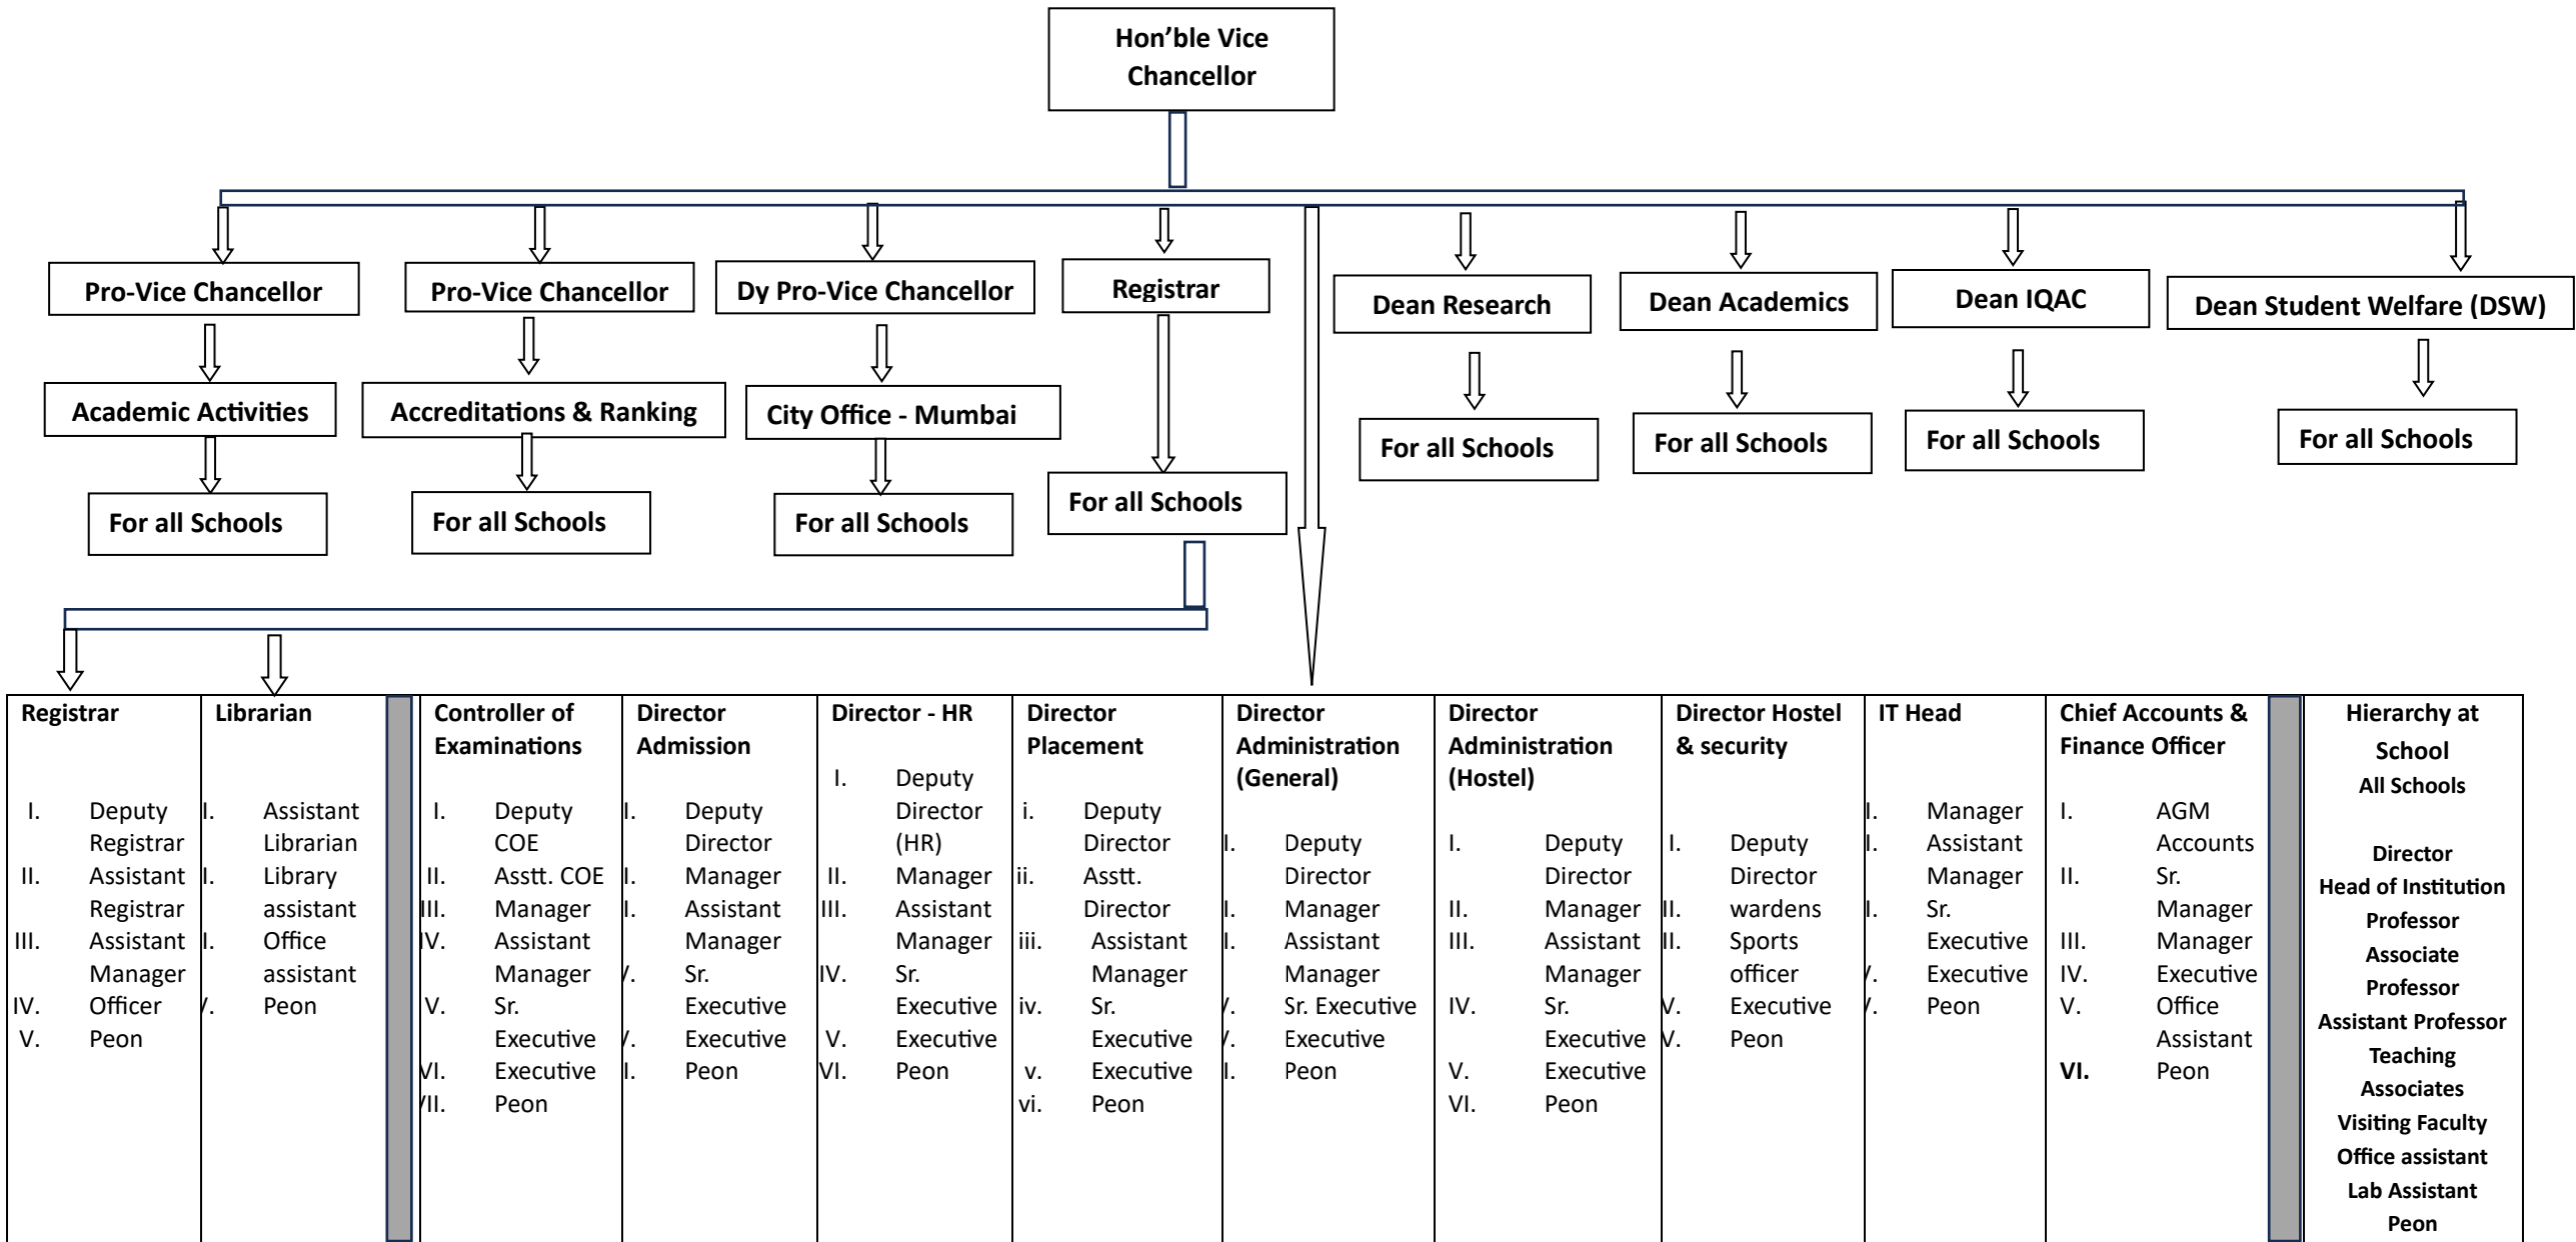 Hon’ble Vice
Chancellor
Pro-Vice Chancellor
Pro-Vice Chancellor
Dy Pro-Vice Chancellor
Registrar
Dean Research
Dean Academics
Dean IQAC
Dean Student Welfare (DSW)
Academic Activities
Accreditations & Ranking
City Office - Mumbai
For all Schools
For all Schools
For all Schools
For all Schools
For all Schools
For all Schools
For all Schools
For all Schools
Registrar
I. Deputy
Registrar
II. Assistant
Registrar
III. Assistant
Manager
IV. Officer
V. Peon
Librarian
I. Assistant
Librarian
I. Library
assistant
I. Office
assistant
V. Peon
Controller of
Examinations
I. Deputy
COE
II. Asstt. COE
III. Manager
IV. Assistant
Manager
V. Sr.
Executive
VI. Executive
VII. Peon
Director
Admission
I. Deputy
Director
I. Manager
I. Assistant
Manager
V. Sr.
Executive
V. Executive
I. Peon
Director - HR
I. Deputy
Director
(HR)
II. Manager
III. Assistant
Manager
IV. Sr.
Executive
V. Executive
VI. Peon
Director
Placement
i. Deputy
Director
ii. Asstt.
Director
iii. Assistant
Manager
iv. Sr.
Executive
v. Executive
vi. Peon
Director
Administration
(General)
I. Deputy
Director
I. Manager
I. Assistant
Manager
V. Sr. Executive
V. Executive
I. Peon
Director
Administration
(Hostel)
I. Deputy
Director
II. Manager
III. Assistant
Manager
IV. Sr.
Executive
V. Executive
VI. Peon
Director Hostel
& security
I. Deputy
Director
II. wardens
II. Sports
officer
V. Executive
V. Peon
IT Head
I. Manager
I. Assistant
Manager
I. Sr.
Executive
V. Executive
V. Peon
Chief Accounts &
Finance Officer
I. AGM
Accounts
II. Sr.
Manager
III. Manager
IV. Executive
V. Office
Assistant
VI. Peon
Hierarchy at
School
All Schools
Director
Head of Institution
Professor
Associate
Professor
Assistant Professor
Teaching
Associates
Visiting Faculty
Office assistant
Lab Assistant
Peon